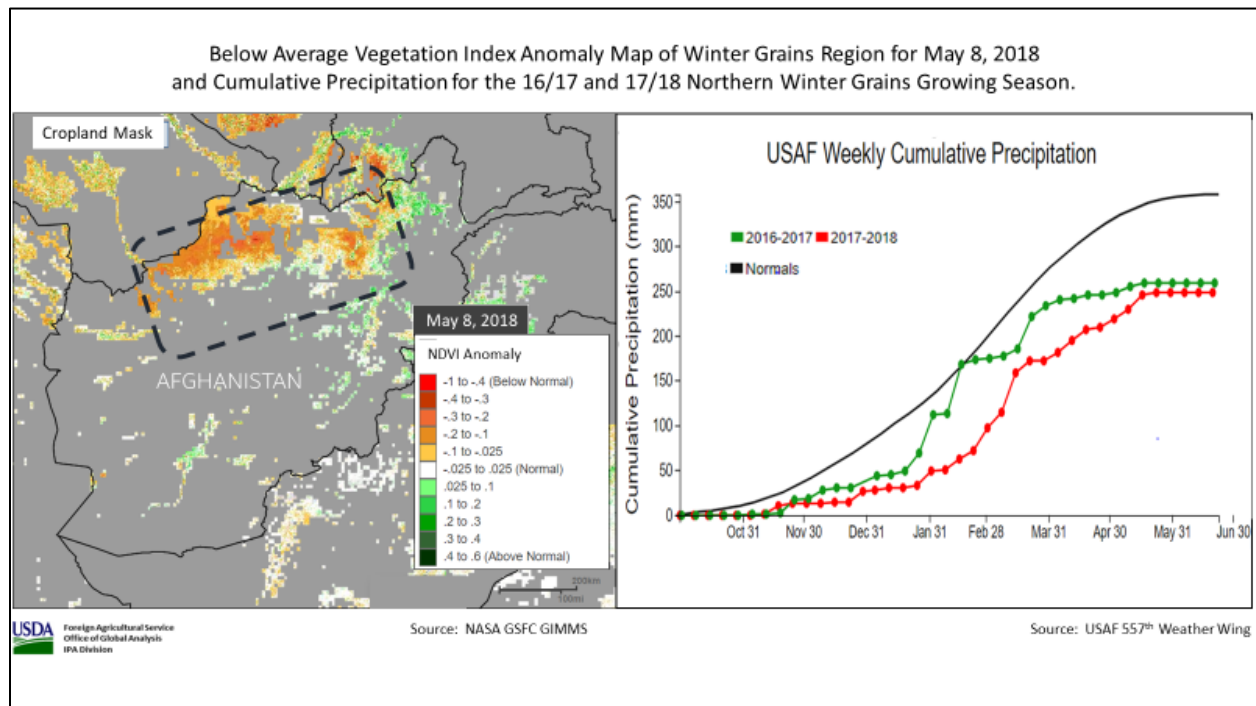 Below Average Vegetation Index Anomaly Map of Winter Grains Region for May 8, 2018
and Cumulative Precipitation for the 16/17 and 17/18 Northern Winter Grains Growing Season.
Cropland Mask
AFGHANISTAN
May 8, 2018
NDVI Anomaly
-1 to -.4 (Below Normal)
-.4 to -.3
-.3 to -.2
-.2 to -.1
-.1 to -.025
-.025 to .025 (Normal)
.025 to .1
.1 to .2
.2 to .3
.3 to .4
.4 to .6 (Above Normal)
200km
100mi
USAF Weekly Cumulative Precipitation
Cumulative Precipitation (mm)
350
300
250
200
150
100
50
0
2016-2017
2017-2018
Normals
Oct 31
Nov 30
Dec 31
Jan 31
Feb 28
Mar 31
Apr 30
May 31
Jun 30
USDA
Foreign Agricultural Service
Office of Global Analysis
IPA Division
Source: NASA GSFC GIMMS
Source: USAF 557th Weather Wing